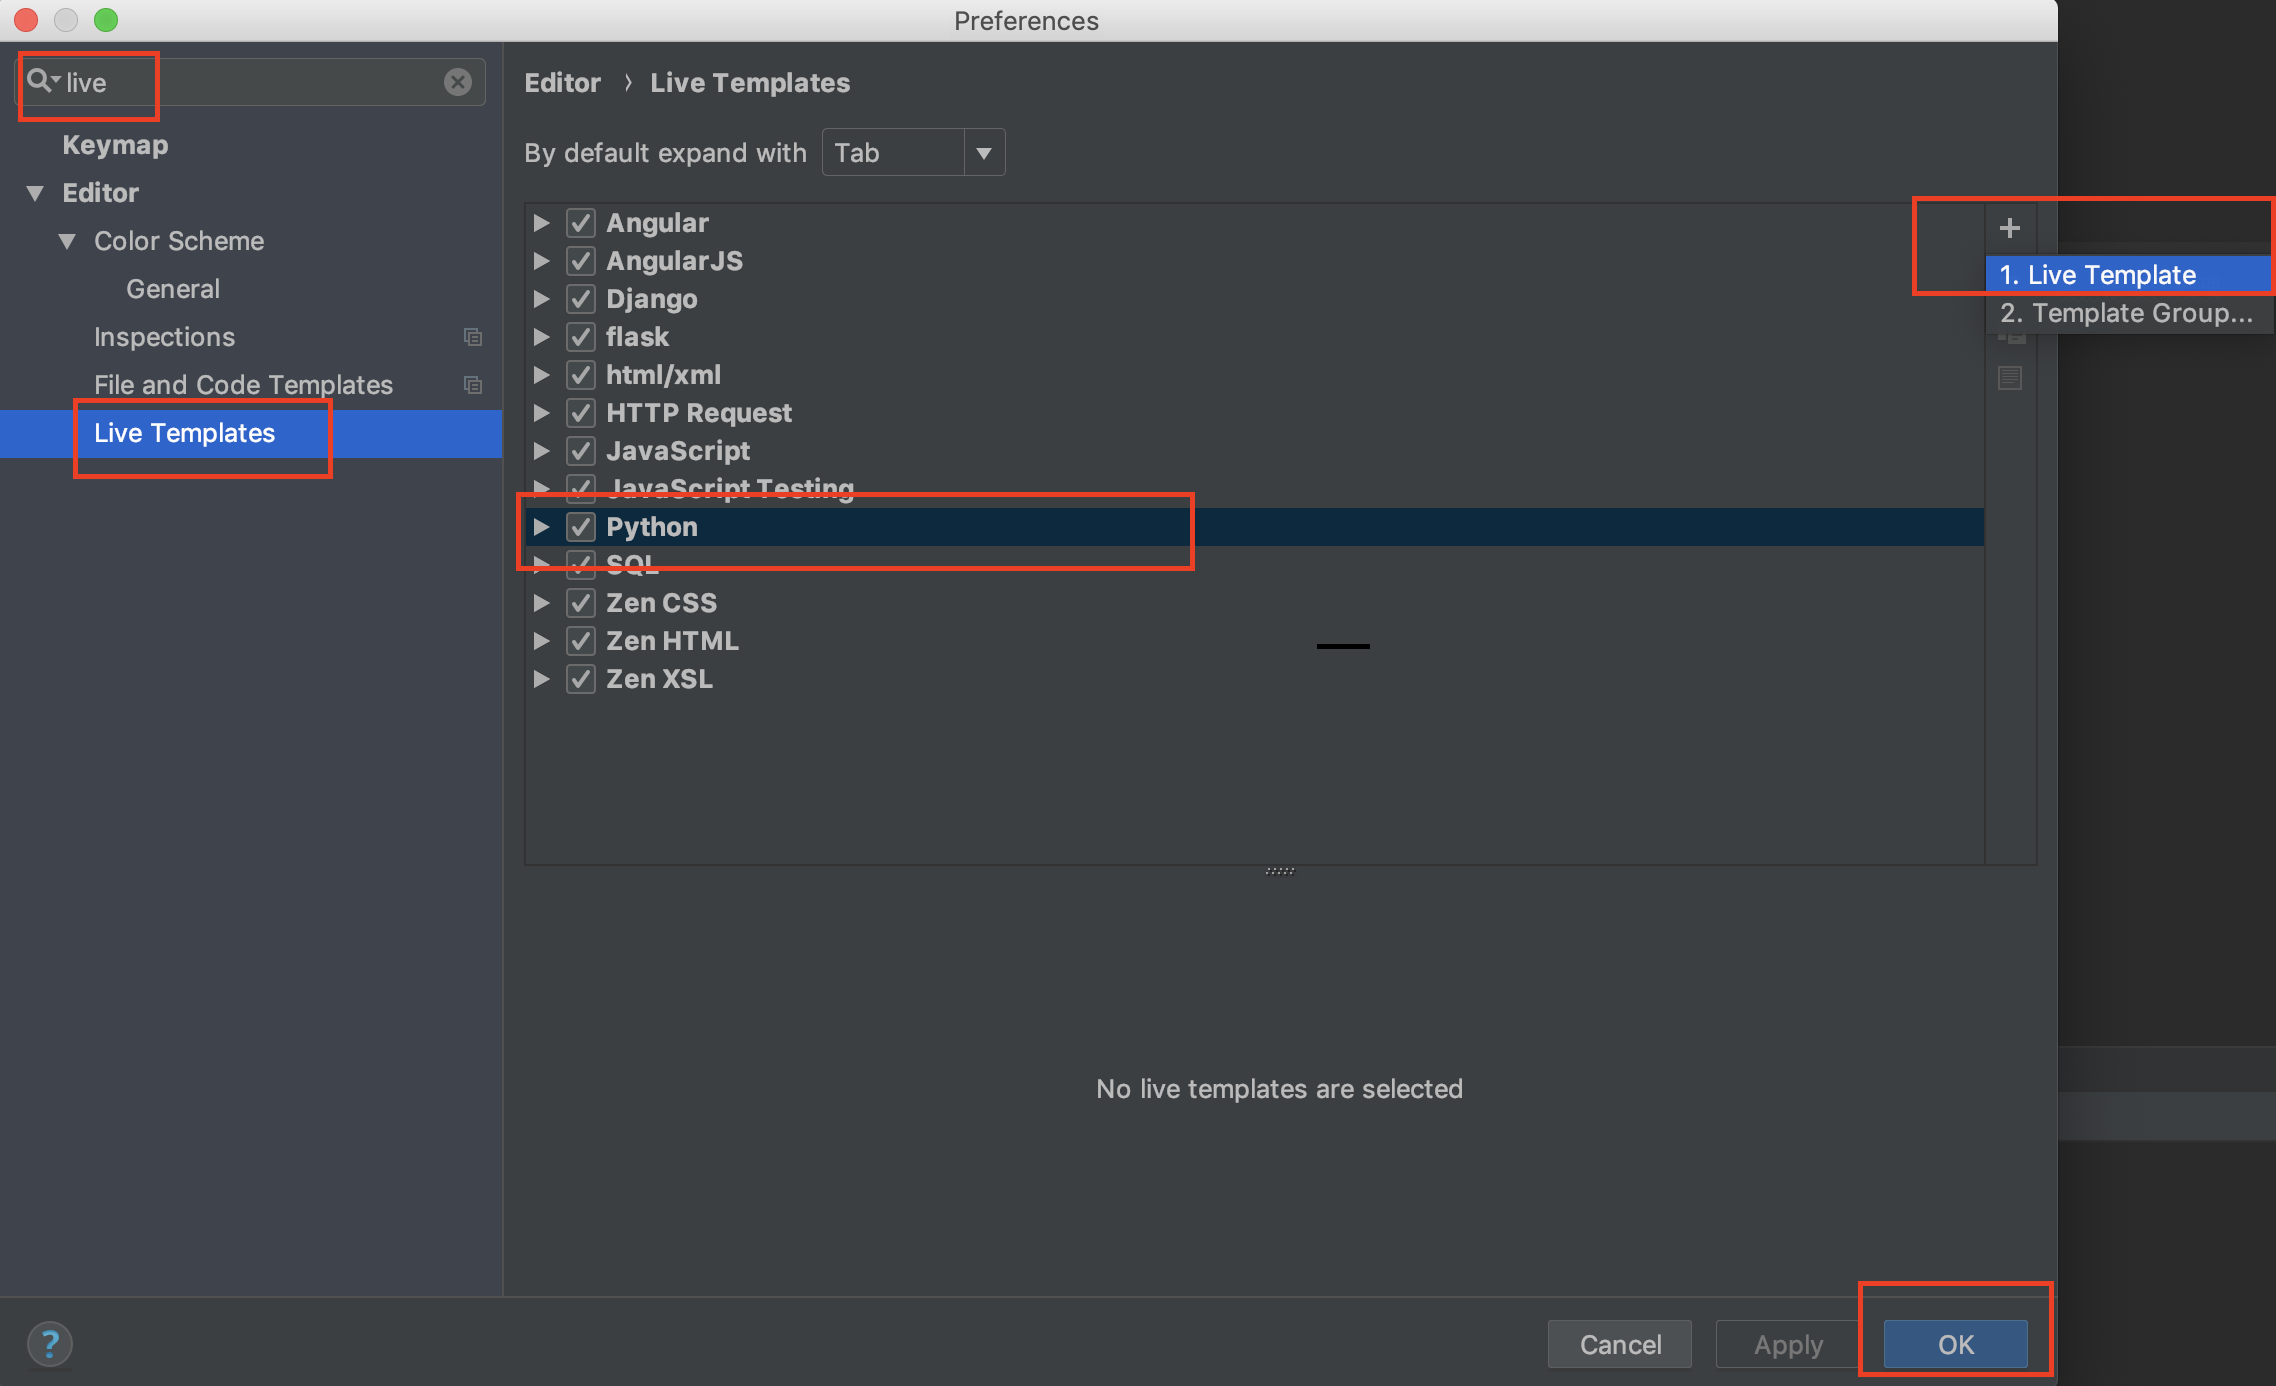 Preferences
live
Keymap
Editor
Color Scheme
General
Inspections
File and Code Templates
Live Templates
Editor › Live Templates
By default expand with Tab
Angular
AngularJS
Django
flask
html/xml
HTTP Request
JavaScript
JavaScript Testing
Python
SQL
Zen CSS
Zen HTML
Zen XSL
1. Live Template
2. Template Group...
No live templates are selected
?
Cancel
Apply
OK